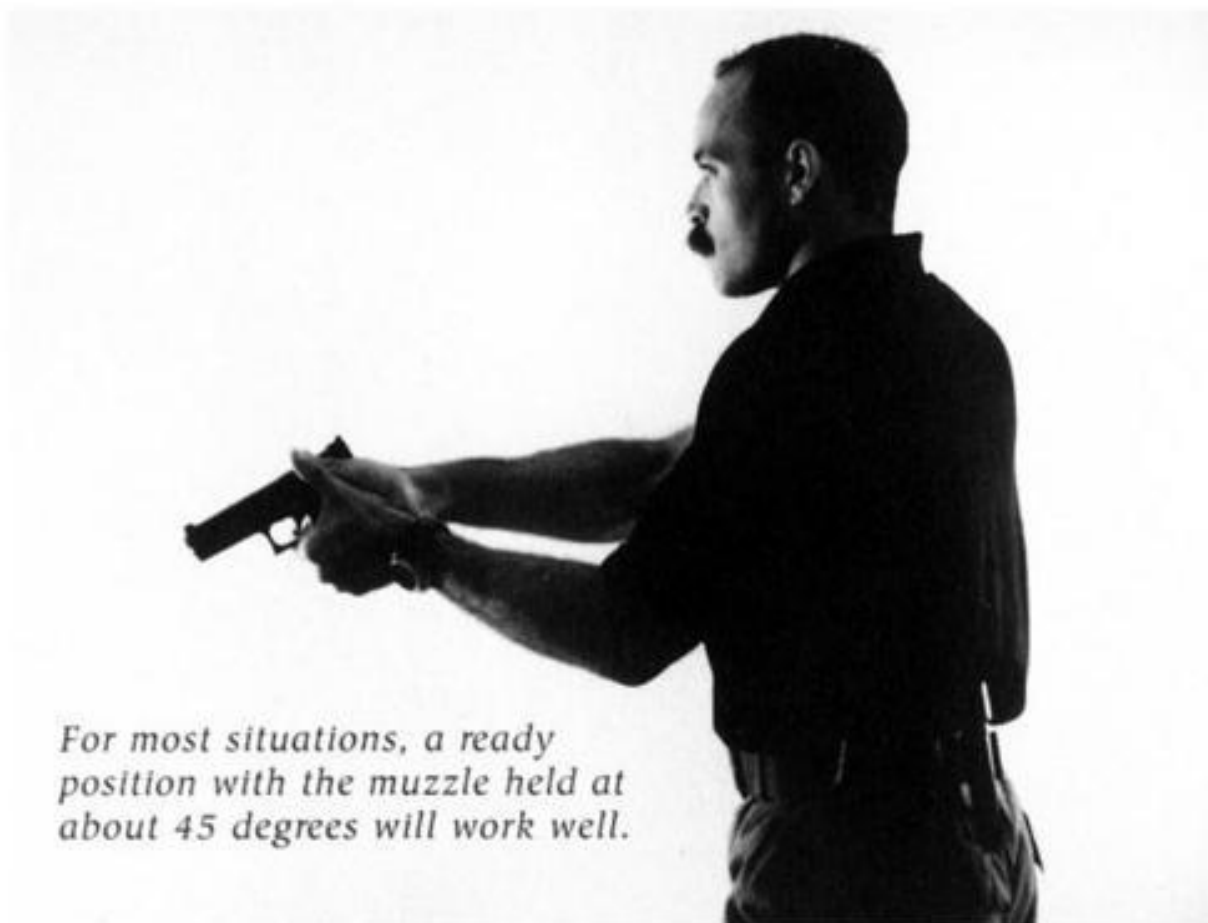 For most situations, a ready
position with the muzzle held at
about 45 degrees will work well.